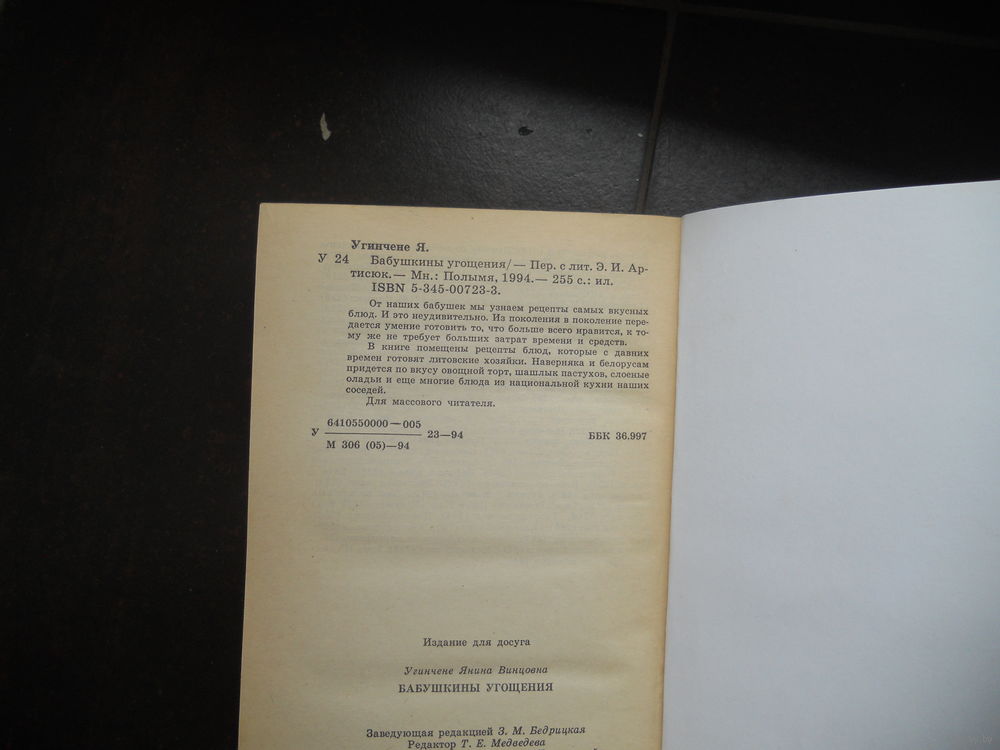 Угинчене Я.
У 24 Бабушкины угощения/— Пер. с лит. Э. И. Ар-
тисюк.— Мн.: Полымя, 1994.— 255 с.: ил.
ISBN 5-345-00723-3.
От наших бабушек мы узнаем рецепты самых вкусных
блюд. И это неудивительно. Из поколения в поколение пере-
дается умение готовить то, что больше всего нравится, к то-
му же не требует больших затрат времени и средств.
В книге помещены рецепты блюд, которые с давних
времен готовят литовские хозяйки. Наверняка и белорусам
придется по вкусу овощной торт, шашлык пастухов, слоеные
оладьи и еще многие блюда из национальной кухни наших
соседей.
Для массового читателя.
6410550000—005
У 23—94 ББК 36.997
М 306 (05)—94
Издание для досуга
Угинчене Янина Винцовна
БАБУШКИНЫ УГОЩЕНИЯ
Заведующая редакцией З. М. Бедрицкая
Редактор Т. Е. Медведева